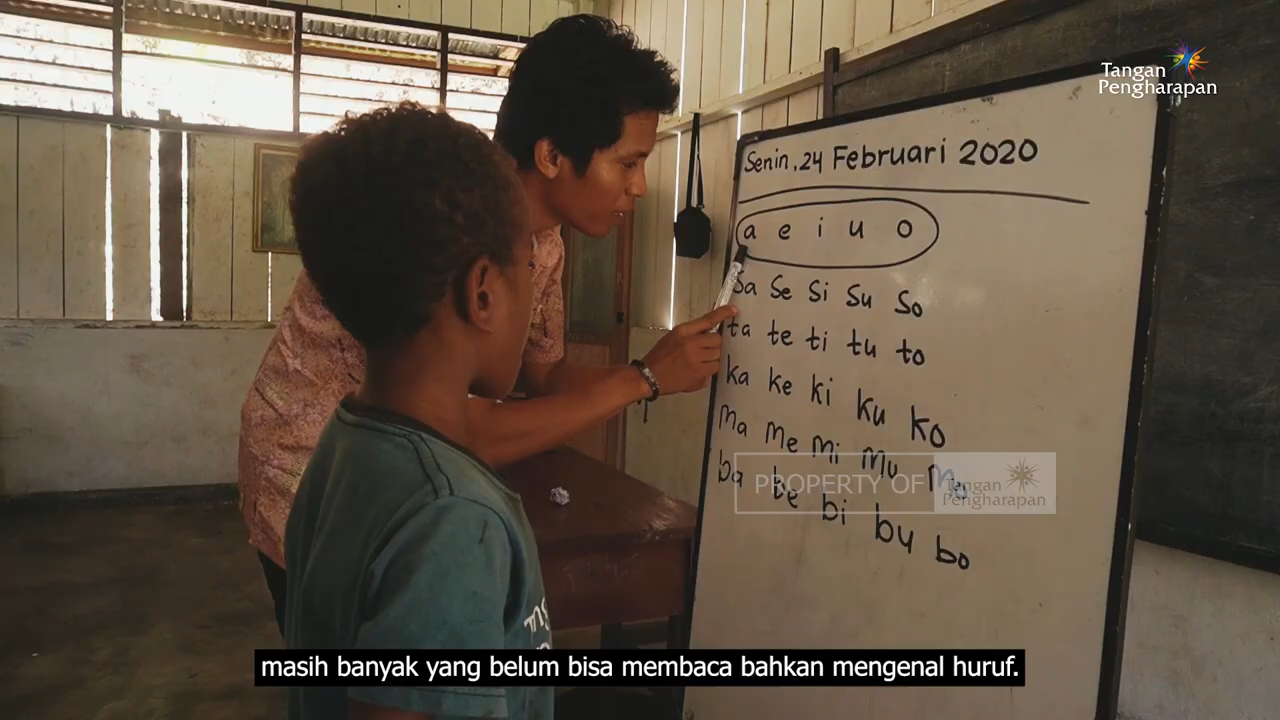 Tangan
Pengharapan
Senin, 24 Februari 2020
a e i u o
Sa Se Si Su So
ta te ti tu to
ka ke ki ku ko
Ma Me Mi Mu Mo
ba be bi bu bo
PROPERTY OF Tangan
Pengharapan
masih banyak yang belum bisa membaca bahkan mengenal huruf.